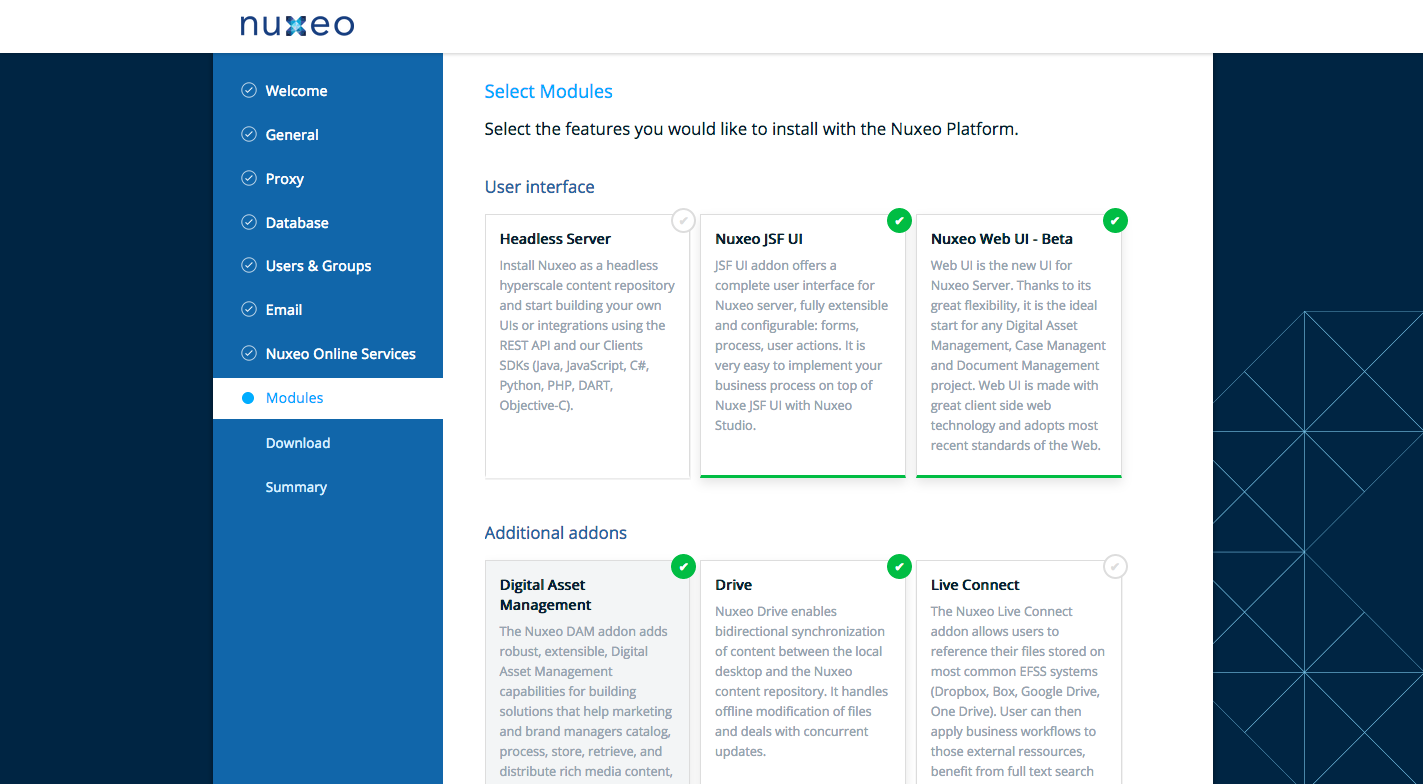 nuxeo
Welcome
General
Proxy
Database
Users & Groups
Email
Nuxeo Online Services
Modules
Download
Summary
Select Modules
Select the features you would like to install with the Nuxeo Platform.
User interface
Headless Server
Install Nuxeo as a headless
hyperscale content repository
and start building your own
UIs or integrations using the
REST API and our Clients
SDKs (Java, JavaScript, C#,
Python, PHP, DART,
Objective-C).
Nuxeo JSF UI
JSF UI addon offers a
complete user interface for
Nuxeo server, fully extensible
and configurable: forms,
process, user actions. It is
very easy to implement your
business process on top of
Nuxe JSF UI with Nuxeo
Studio.
Nuxeo Web UI - Beta
Web UI is the new UI for
Nuxeo Server. Thanks to its
great flexibility, it is the ideal
start for any Digital Asset
Management, Case Managent
and Document Management
project. Web UI is made with
great client side web
technology and adopts most
recent standards of the Web.
Additional addons
Digital Asset
Management
The Nuxeo DAM addon adds
robust, extensible, Digital
Asset Management
capabilities for building
solutions that help marketing
and brand managers catalog,
process, store, retrieve, and
distribute rich media content,
Drive
Nuxeo Drive enables
bidirectional synchronization
of content between the local
desktop and the Nuxeo
content repository. It handles
offline modification of files
and deals with concurrent
updates.
Live Connect
The Nuxeo Live Connect
addon allows users to
reference their files stored on
most common EFSS systems
(Dropbox, Box, Google Drive,
One Drive). User can then
apply business workflows to
those external ressources,
benefit from full text search